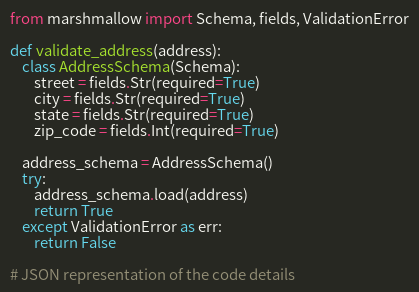 from marshmallow import Schema, fields, ValidationError

def validate_address(address):
    class AddressSchema(Schema):
        street = fields.Str(required=True)
        city = fields.Str(required=True)
        state = fields.Str(required=True)
        zip_code = fields.Int(required=True)

    address_schema = AddressSchema()
    try:
        address_schema.load(address)
        return True
    except ValidationError as err:
        return False

# JSON representation of the code details